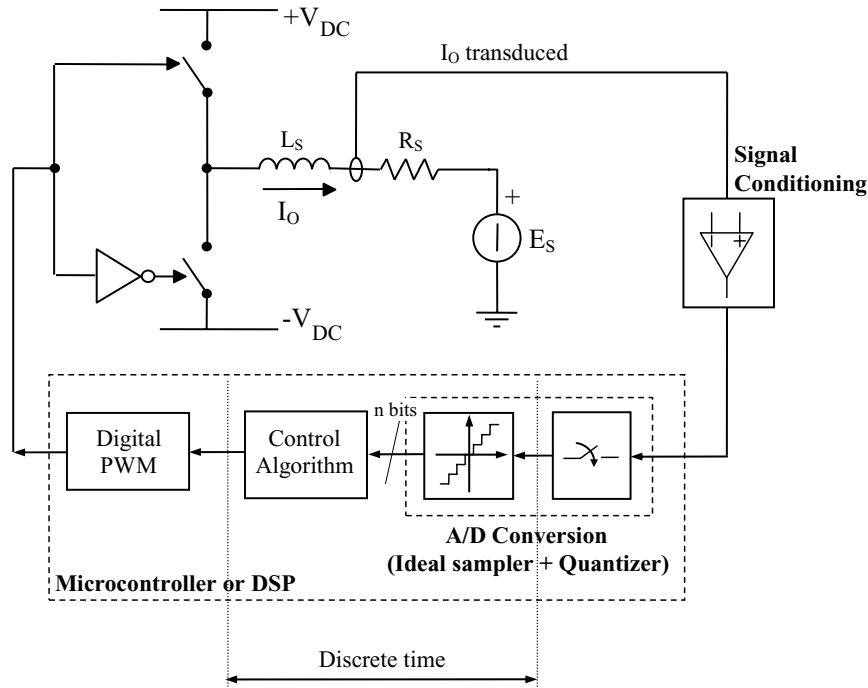 +V_DC
I_O transduced
L_S
R_S
Signal
Conditioning
I_O
+
E_S
+
-V_DC
n bits
Digital
PWM
Control
Algorithm
A/D Conversion
(Ideal sampler + Quantizer)
Microcontroller or DSP
Discrete time